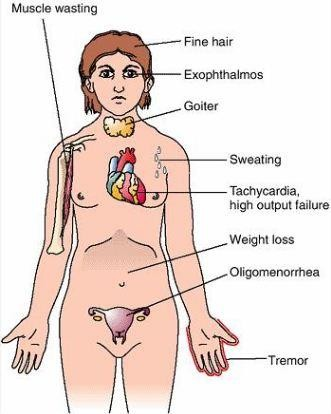 Muscle wasting
Fine hair
Exophthalmos
Goiter
Sweating
Tachycardia,
high output failure
Weight loss
Oligomenorrhea
Tremor